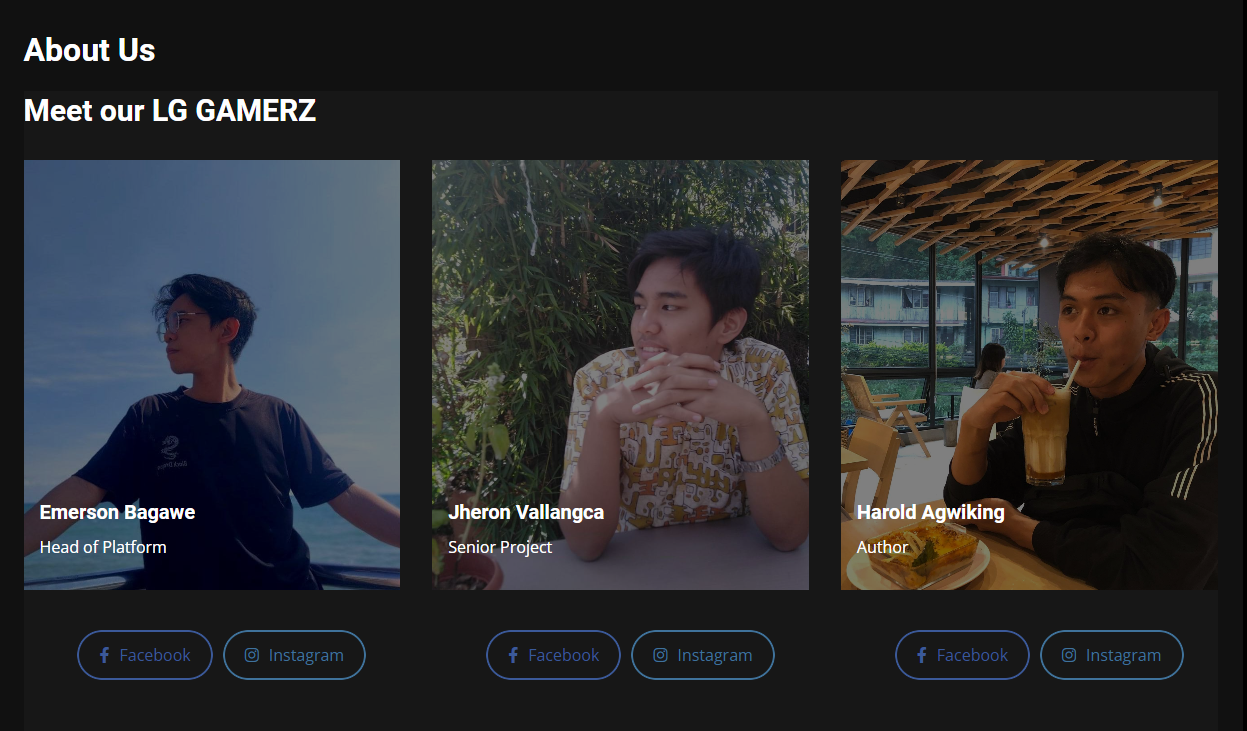 About Us
Meet our LG GAMERZ
Emerson Bagawe
Head of Platform
Jheron Vallangca
Senior Project
Harold Agwiking
Author
Facebook
Instagram
Facebook
Instagram
Facebook
Instagram